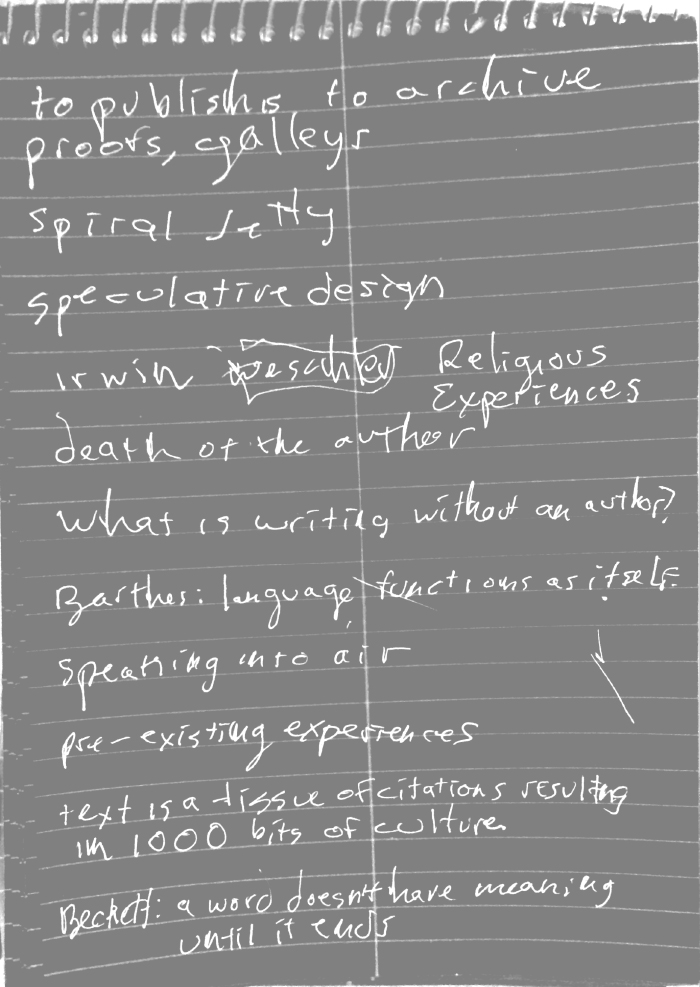 to publish is to archive
proofs, galleys
spiral Jetty
speculative design
irwin weschler Religious
Experiences
death of the author
What is writing without an author?
Barthes: language functions as itself.
Speaking into air
pre-existing experiences
text is a tissue of citations resulting
in 1000 bits of culture
Beckett: a word doesn't have meaning
until it ends